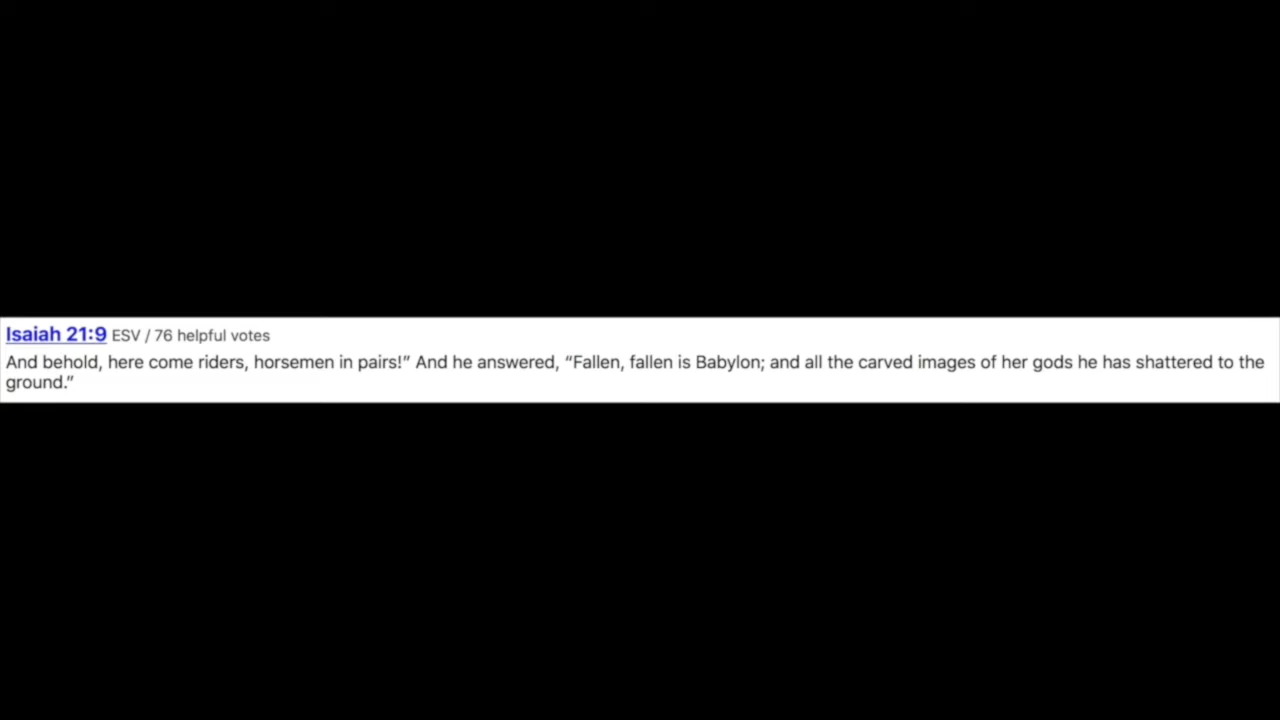 Isaiah 21:9 ESV / 76 helpful votes
And behold, here come riders, horsemen in pairs!” And he answered, “Fallen, fallen is Babylon; and all the carved images of her gods he has shattered to the
ground.”